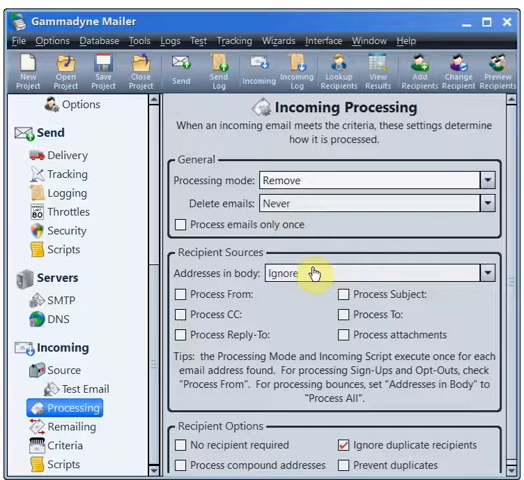 Gammadyne Mailer
File Options Database Tools Logs Test Tracking Wizards Interface Window Help
New Project
Open Project
Save Project
Close Project
Send
Send Log
Incoming
Incoming Log
Lookup Recipients
View Results
Add Recipients
Change Recipient
Preview Recipients
Options
Send
Delivery
Tracking
Logging
80
Throttles
Security
Scripts
Servers
SMTP
DNS
Incoming
Source
Test Email
Processing
Remailing
Criteria
Scripts
Incoming Processing
When an incoming email meets the criteria, these settings determine
how it is processed.
General
Processing mode: Remove
Delete emails: Never
Process emails only once
Recipient Sources
Addresses in body: Ignore
Process From: Process Subject:
Process CC: Process To:
Process Reply-To: Process attachments
Tips: the Processing Mode and Incoming Script execute once for each
email address found. For processing Sign-Ups and Opt-Outs, check
"Process From". For processing bounces, set "Addresses in Body" to
"Process All".
Recipient Options
No recipient required Ignore duplicate recipients
Process compound addresses Prevent duplicates